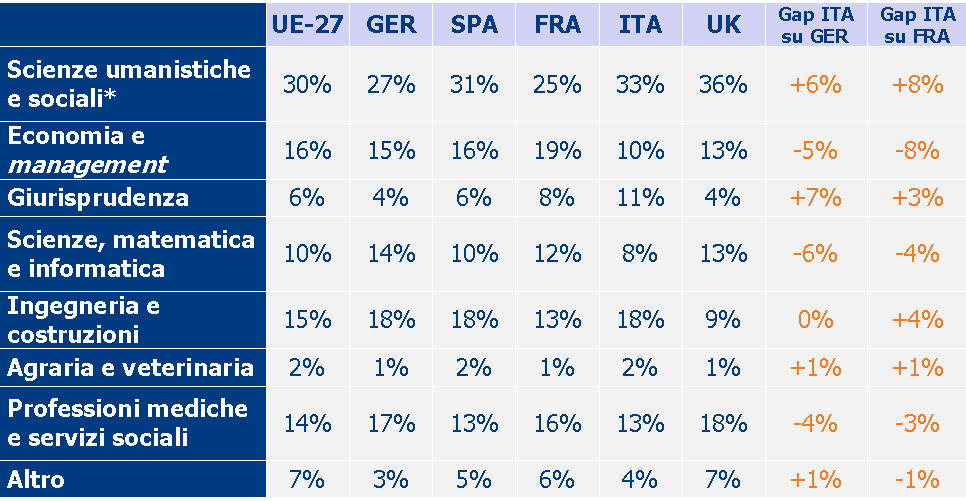 UE-27 GER SPA FRA ITA UK Gap ITA su GER Gap ITA su FRA
Scienze umanistiche e sociali* 30% 27% 31% 25% 33% 36% +6% +8%
Economia e management 16% 15% 16% 19% 10% 13% -5% -8%
Giurisprudenza 6% 4% 6% 8% 11% 4% +7% +3%
Scienze, matematica e informatica 10% 14% 10% 12% 8% 13% -6% -4%
Ingegneria e costruzioni 15% 18% 18% 13% 18% 9% 0% +4%
Agraria e veterinaria 2% 1% 2% 1% 2% 1% +1% +1%
Professioni mediche e servizi sociali 14% 17% 13% 16% 13% 18% -4% -3%
Altro 7% 3% 5% 6% 4% 7% +1% -1%